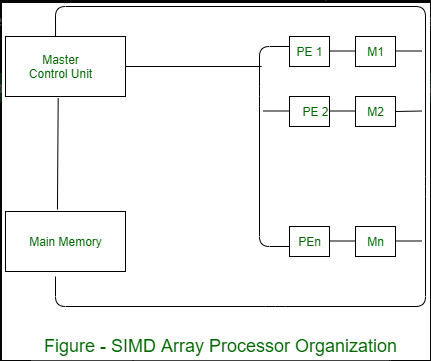 Master
Control Unit
PE 1
M1
PE 2
M2
Main Memory
PEn
Mn
Figure - SIMD Array Processor Organization